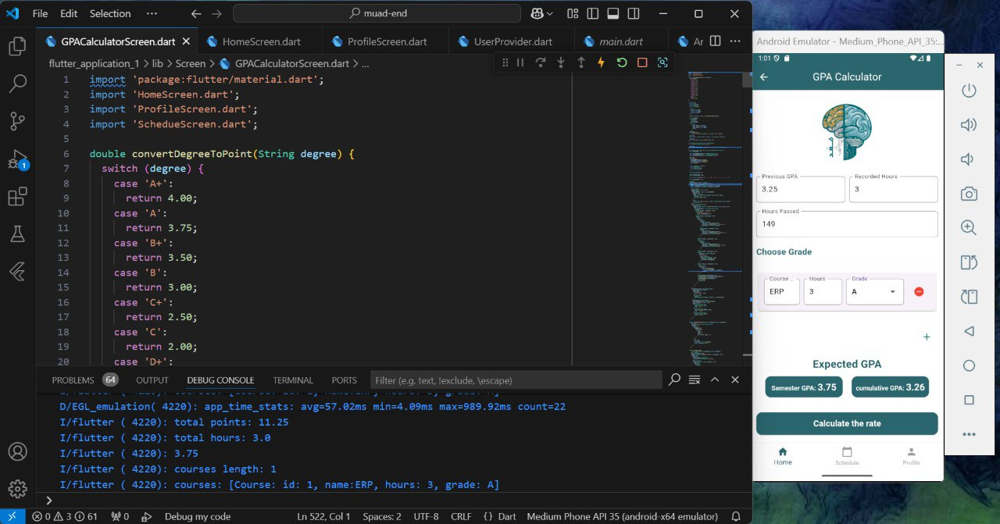 File Edit Selection ··· muad-end
GPACalculatorScreen.dart HomeScreen.dart ProfileScreen.dart UserProvider.dart main.dart Ar
flutter_application_1 > lib > Screen > GPACalculatorScreen.dart > ...
1 import 'package:flutter/material.dart';
2 import 'HomeScreen.dart';
3 import 'ProfileScreen.dart';
4 import 'SchedueScreen.dart';
5
6 double convertDegreeToPoint(String degree) {
7 switch (degree) {
8 case 'A+':
9 return 4.00;
10 case 'A':
11 return 3.75;
12 case 'B+':
13 return 3.50;
14 case 'B':
15 return 3.00;
16 case 'C+':
17 return 2.50;
18 case 'C':
19 return 2.00;
20 case 'D+':
1
PROBLEMS 64 OUTPUT DEBUG CONSOLE TERMINAL PORTS Filter (e.g. text, !exclude, \escape)
D/EGL_emulation( 4220): app_time_stats: avg=57.02ms min=4.09ms max=989.92ms count=22
I/flutter ( 4220): total points: 11.25
I/flutter ( 4220): total hours: 3.0
I/flutter ( 4220): 3.75
I/flutter ( 4220): courses length: 1
I/flutter ( 4220): courses: [Course: id: 1, name:ERP, hours: 3, grade: A]
>
0 3 61 0 Debug my code Ln 522, Col 1 Spaces: 2 UTF-8 CRLF {} Dart Medium Phone API 35 (android-x64 emulator)
Android Emulator - Medium_Phone_API_35:...
1:01
GPA Calculator
Previous GPA Recorded Hours
3.25 3
Hours Passed
149
Choose Grade
Course .. Hours Grade
ERP 3 A
+
Expected GPA
Semester GPA: 3.75 cumulative GPA: 3.26
Calculate the rate
Home Schedule Profile